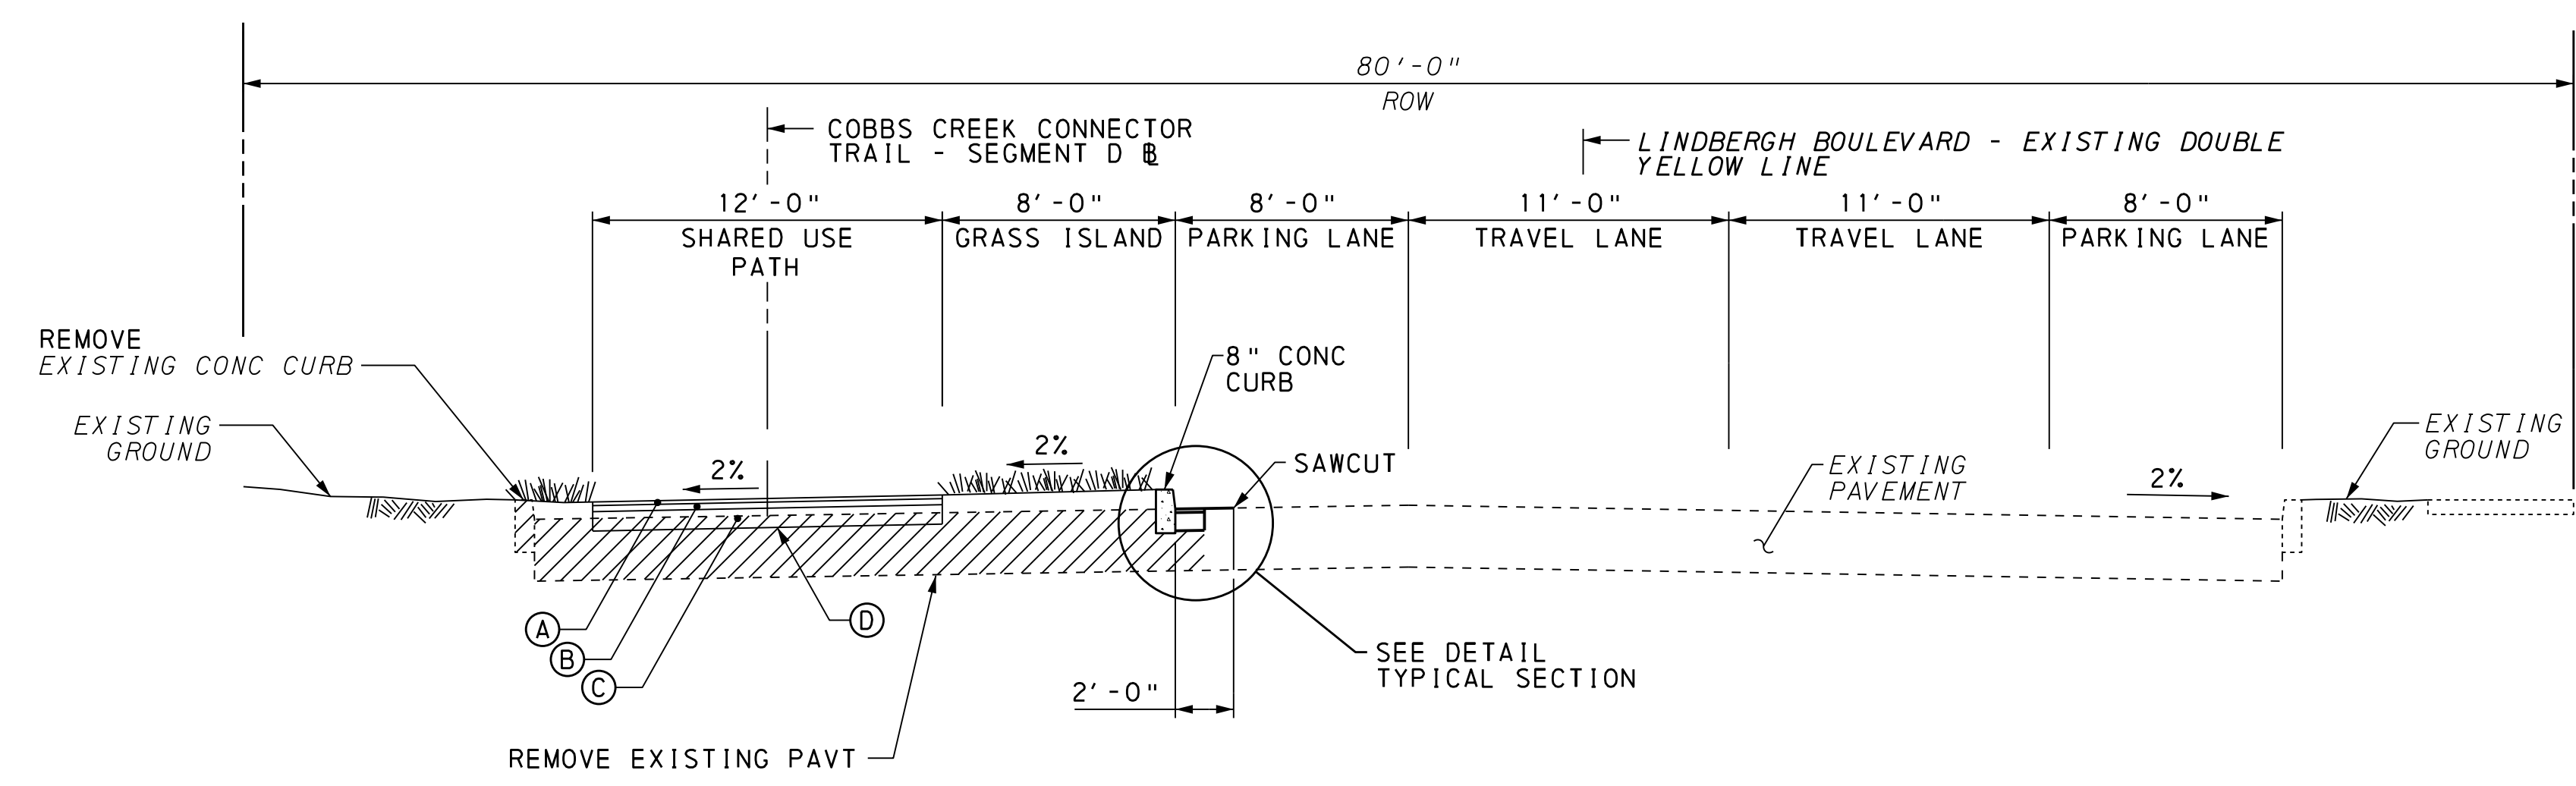 80'-0"
ROW
COBBS CREEK CONNECTOR
TRAIL - SEGMENT D BL
LINDBERGH BOULEVARD - EXISTING DOUBLE
YELLOW LINE
12'-0"
8'-0"
8'-0"
11'-0"
11'-0"
8'-0"
SHARED USE
PATH
GRASS ISLAND
PARKING LANE
TRAVEL LANE
TRAVEL LANE
PARKING LANE
REMOVE
EXISTING CONC CURB
8" CONC
CURB
EXISTING
GROUND
2%
2%
SAWCUT
EXISTING
PAVEMENT
2%
EXISTING
GROUND
A
B
C
D
SEE DETAIL
TYPICAL SECTION
2'-0"
REMOVE EXISTING PAVT